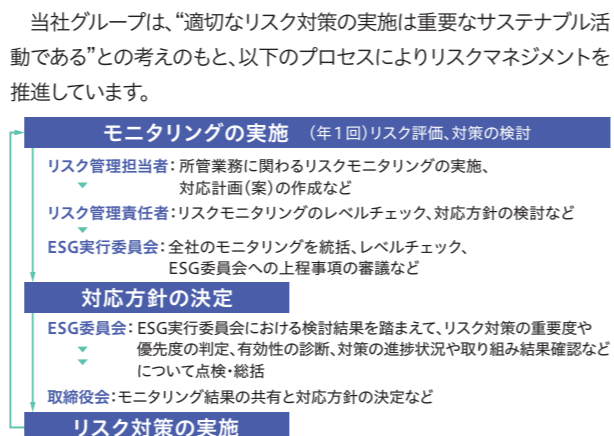 当社グループは、“適切なリスク対策の実施は重要なサステナブル活
動である”との考えのもと、以下のプロセスによりリスクマネジメントを
推進しています。
モニタリングの実施 （年1回）リスク評価、対策の検討
リスク管理担当者：所管業務に関わるリスクモニタリングの実施、
対応計画（案）の作成など
リスク管理責任者：リスクモニタリングのレベルチェック、対応方針の検討など
ESG実行委員会：全社のモニタリングを統括、レベルチェック、
ESG委員会への上程事項の審議など
対応方針の決定
ESG委員会：ESG実行委員会における検討結果を踏まえて、リスク対策の重要度や
優先度の判定、有効性の診断、対策の進捗状況や取り組み結果確認など
について点検・総括
取締役会：モニタリング結果の共有と対応方針の決定など
リスク対策の実施